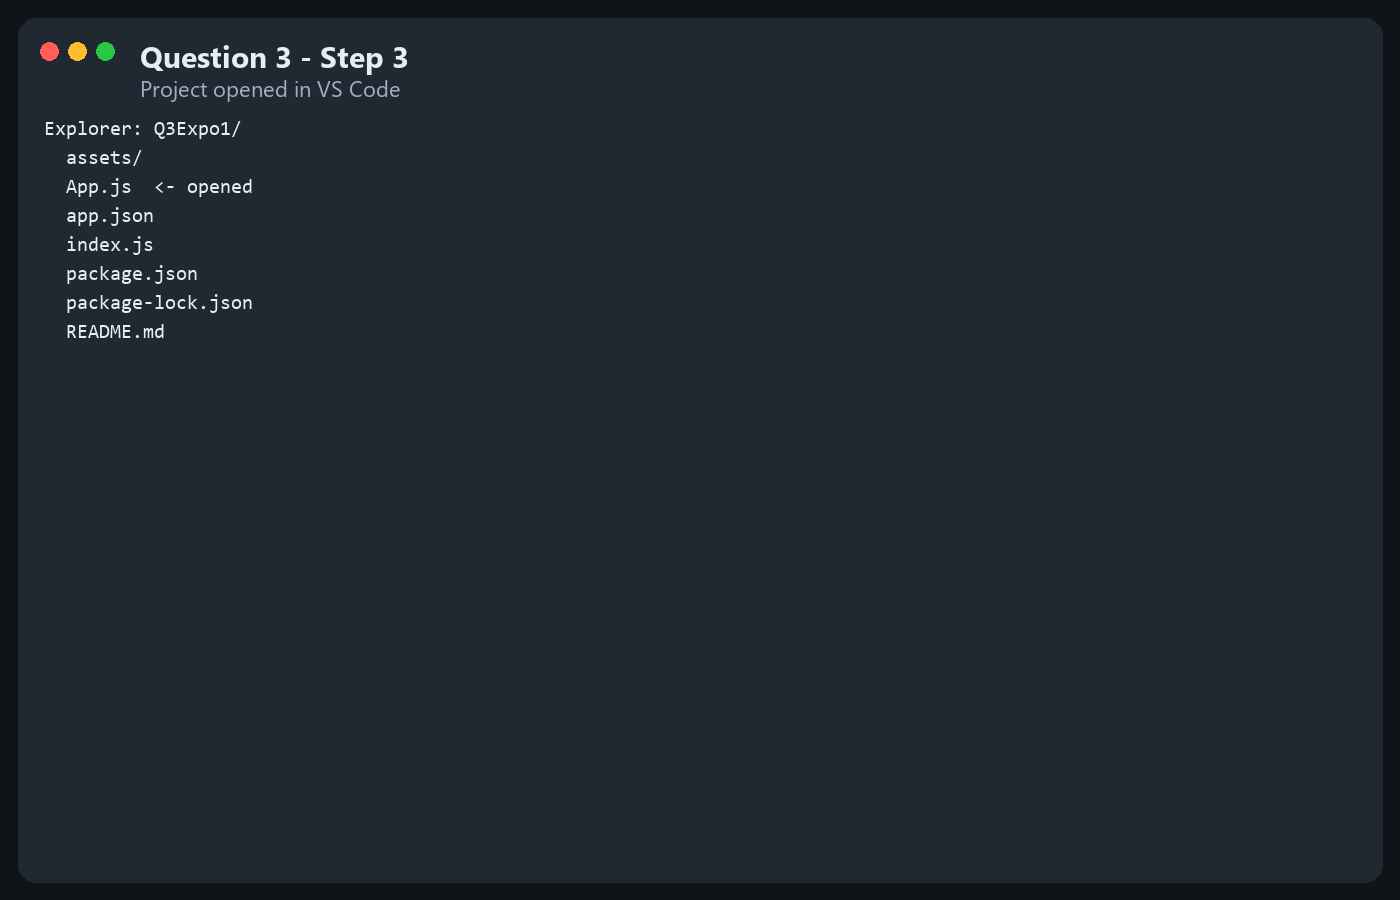 Question 3 - Step 3
Project opened in VS Code
Explorer: Q3Expo1/
  assets/
  App.js  <- opened
  app.json
  index.js
  package.json
  package-lock.json
  README.md